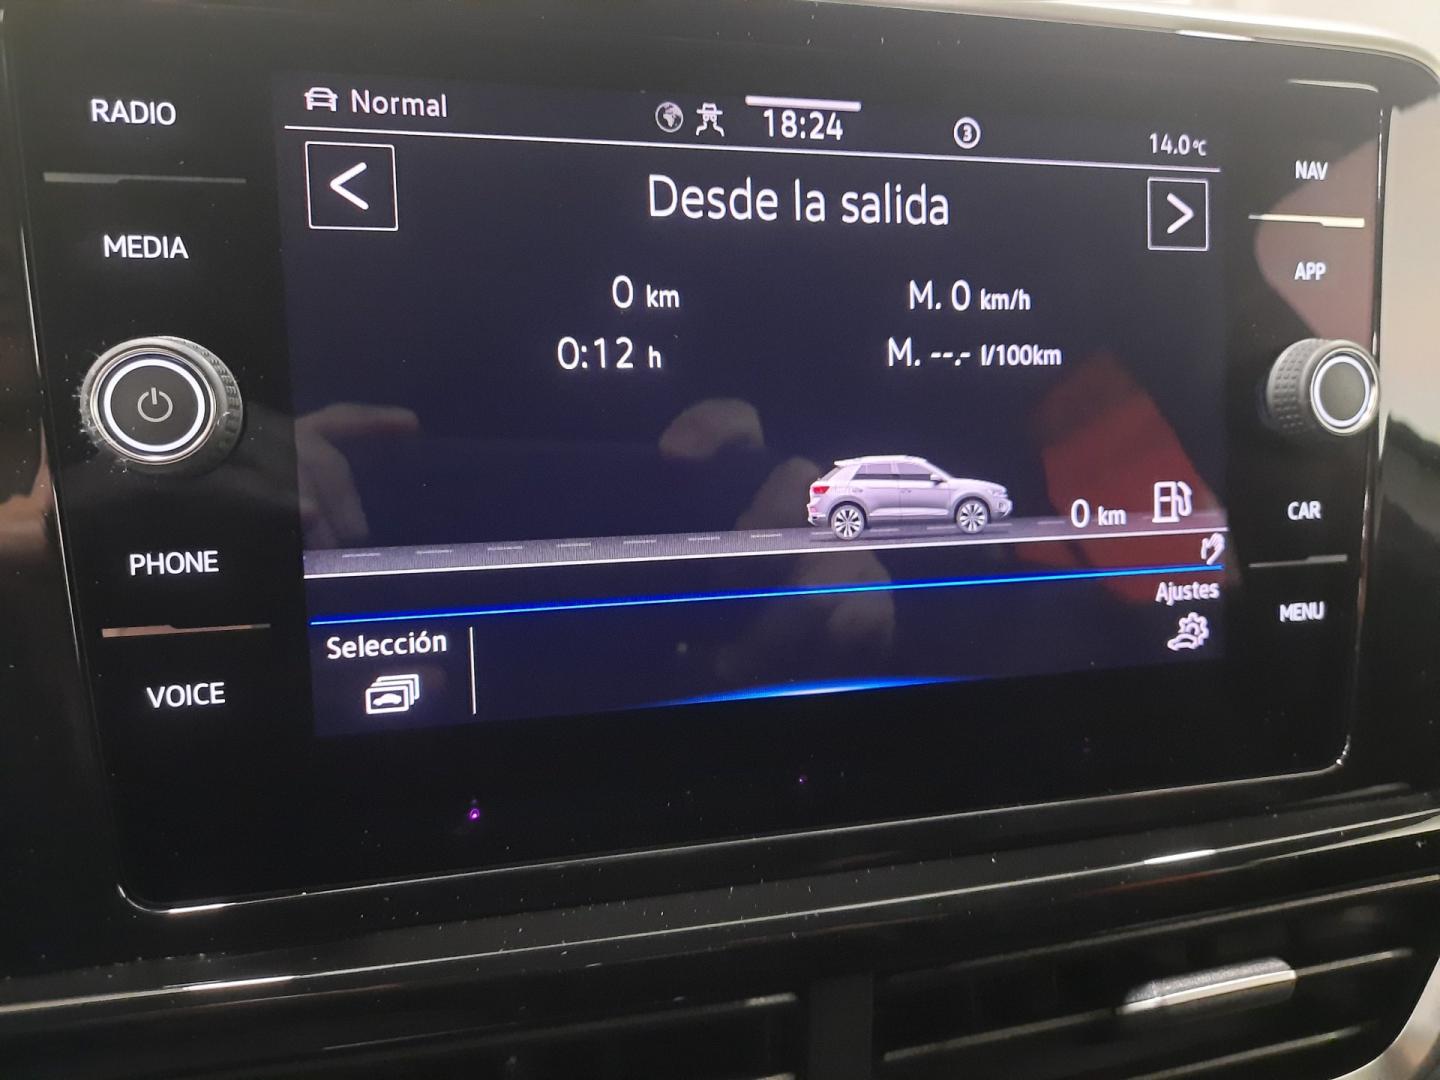 RADIO
MEDIA
PHONE
VOICE
Normal
18:24
3
14.0°C
Desde la salida
0 km
M. 0 km/h
0:12 h
M. --.- l/100km
0 km
Ajustes
Selección
NAV
APP
CAR
MENU